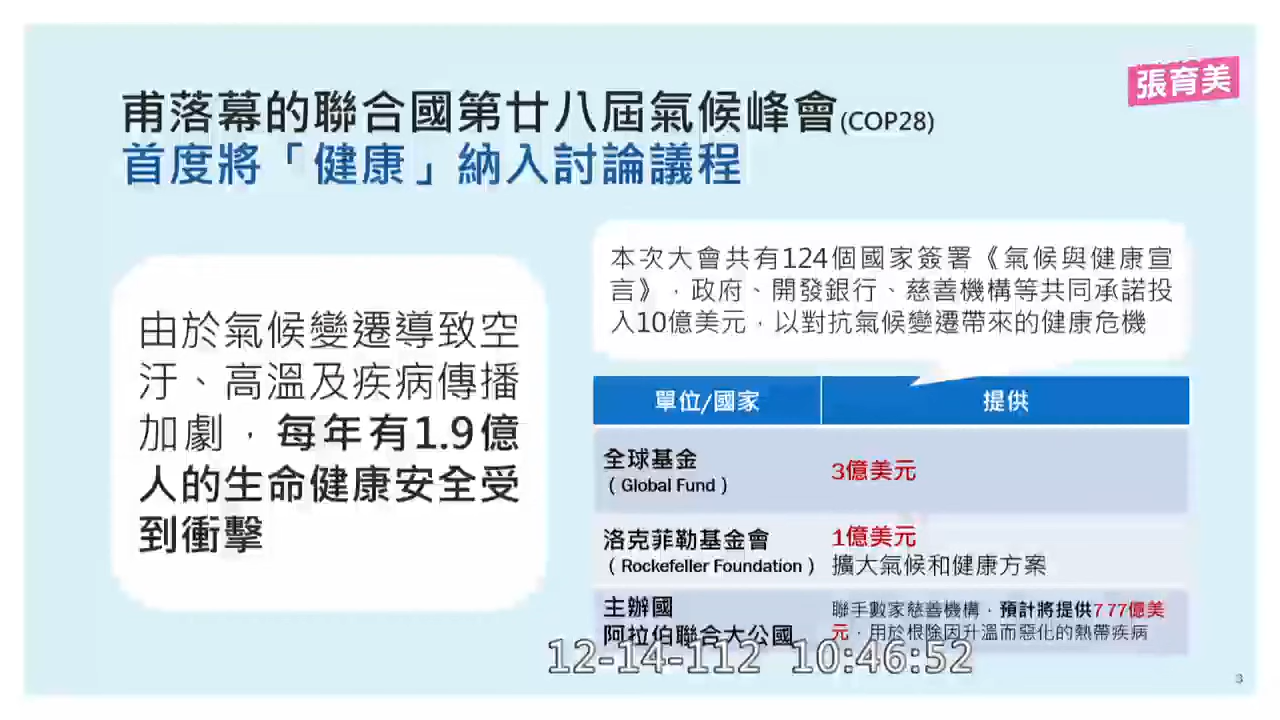 張育美
甫落幕的聯合國第廿八屆氣候峰會(COP28)
首度將「健康」納入討論議程
由於氣候變遷導致空
汙、高溫及疾病傳播
加劇，每年有1.9億
人的生命健康安全受
到衝擊
本次大會共有124個國家簽署《氣候與健康宣
言》，政府、開發銀行、慈善機構等共同承諾投
入10億美元，以對抗氣候變遷帶來的健康危機
單位/國家 提供
全球基金
（Global Fund）
3億美元
洛克菲勒基金會
（Rockefeller Foundation）
1億美元
擴大氣候和健康方案
主辦國
阿拉伯聯合大公國
聯手數家慈善機構，預計將提供7.77億美
元，用於根除因升溫而惡化的熱帶疾病
12-14-112 10:46:52
3